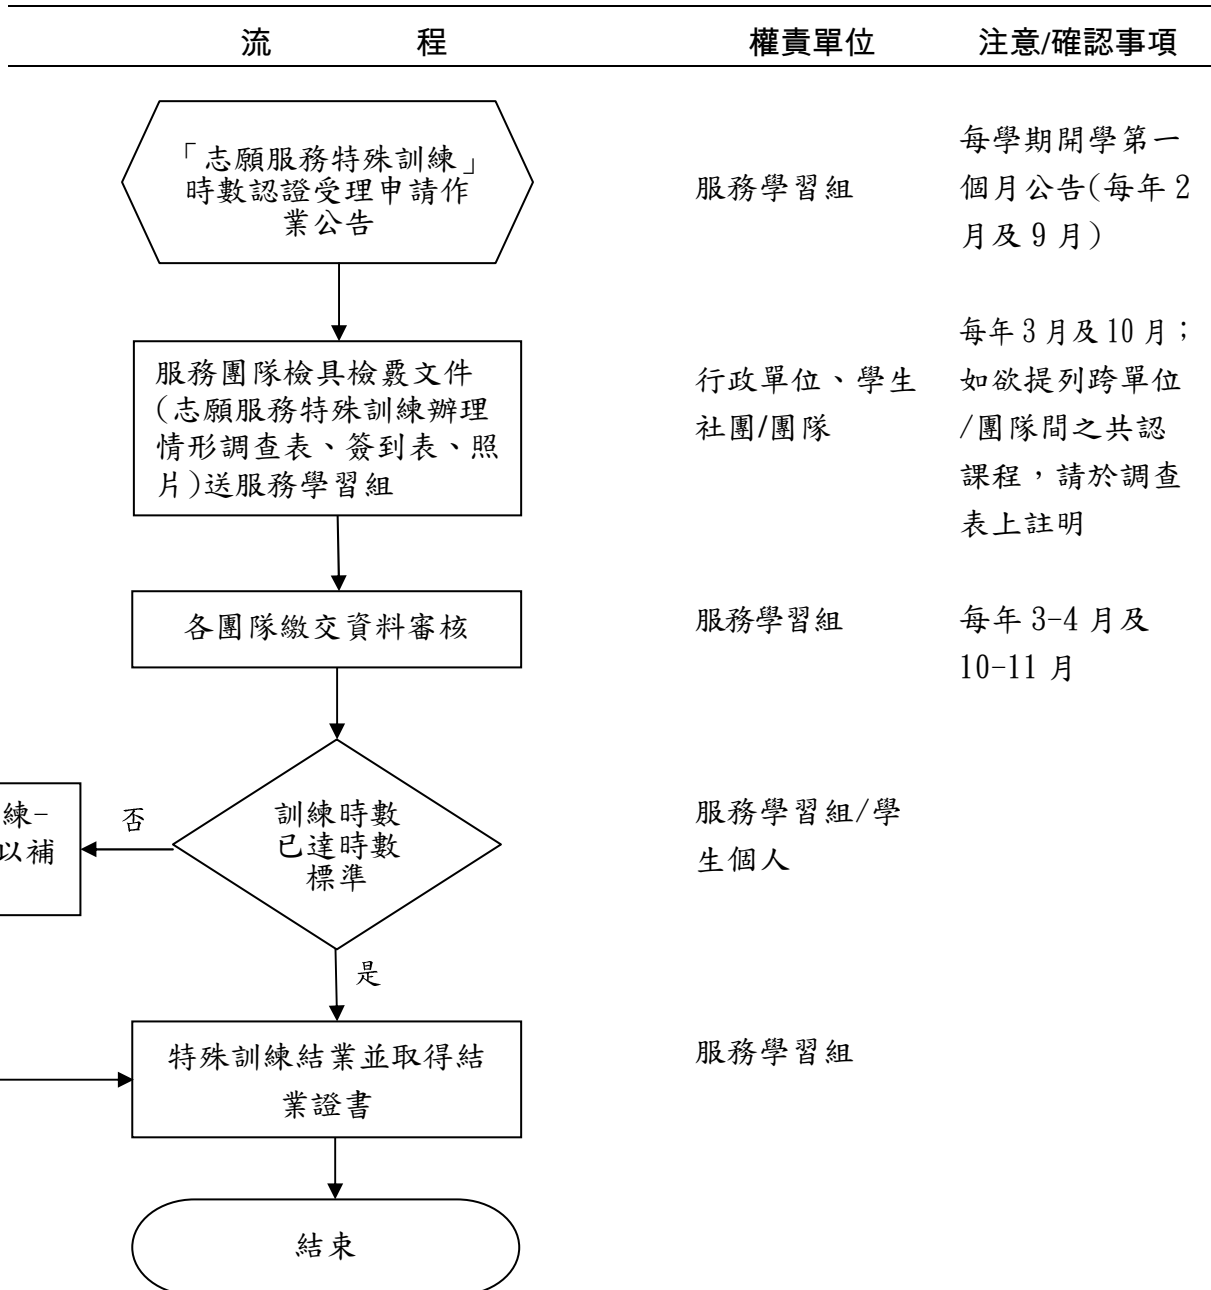 流程 權責單位 注意/確認事項
「志願服務特殊訓練」
時數認證受理申請作
業公告
服務學習組
每學期開學第一
個月公告(每年 2
月及 9 月)
服務團隊檢具檢覈文件
(志願服務特殊訓練辦理
情形調查表、簽到表、照
片)送服務學習組
行政單位、學生
社團/團隊
每年 3 月及 10 月；
如欲提列跨單位
/團隊間之共認
課程，請於調查
表上註明
各團隊繳交資料審核
服務學習組
每年 3-4 月及
10-11 月
練-
以補
否
訓練時數
已達時數
標準
服務學習組/學
生個人
是
特殊訓練結業並取得結
業證書
服務學習組
結束